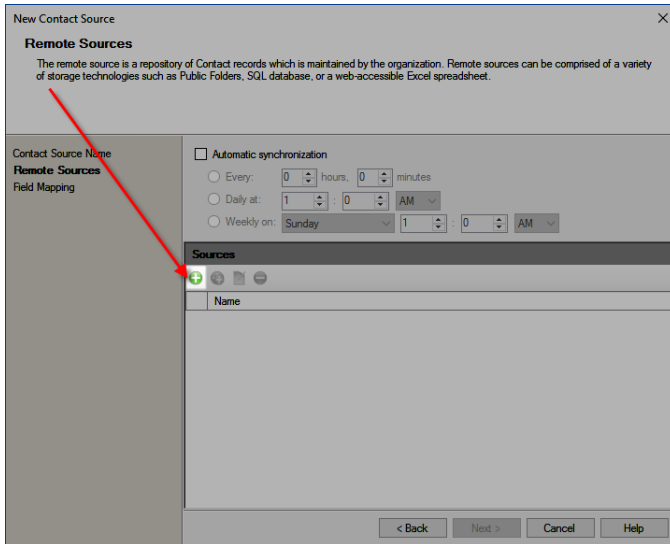 New Contact Source
Remote Sources
The remote source is a repository of Contact records which is maintained by the organization. Remote sources can be comprised of a variety
of storage technologies such as Public Folders, SQL database, or a web-accessible Excel spreadsheet.
Contact Source Name
Remote Sources
Field Mapping
Automatic synchronization
Every: 0 hours, 0 minutes
Daily at: 1 : 0 AM
Weekly on: Sunday 1 : 0 AM
Sources
Name
< Back Next > Cancel Help